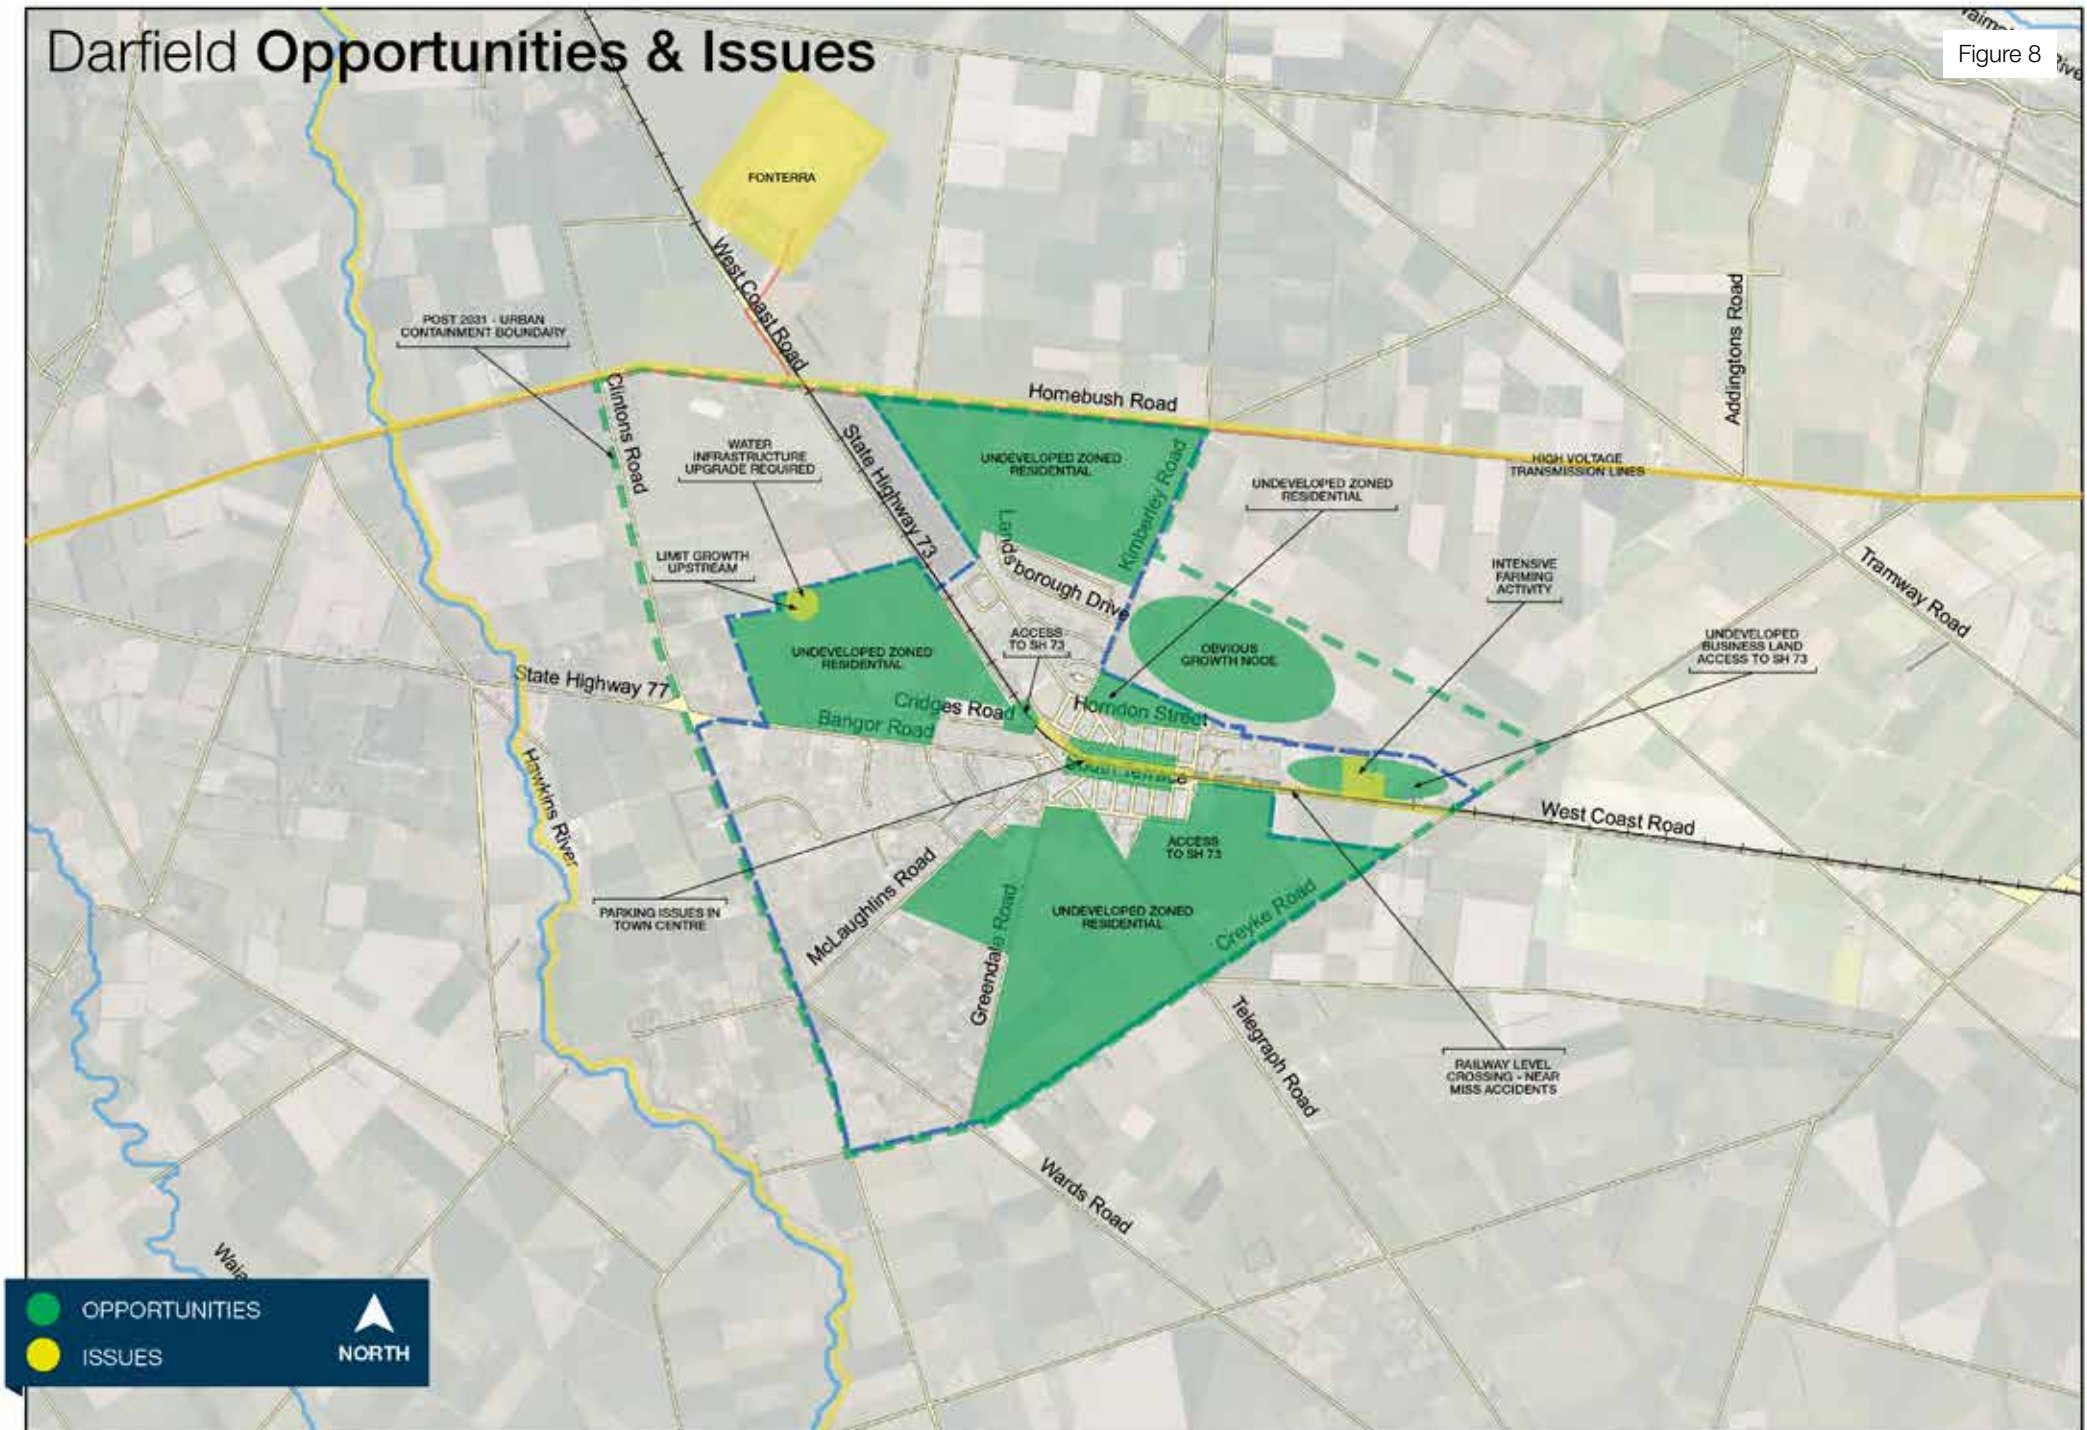 Darfield Opportunities & Issues
Figure 8
FONTERRA
West Coast Road
POST 2031 - URBAN
CONTAINMENT BOUNDARY
Addingtons Road
Homebush Road
Clintons Road
WATER
INFRASTRUCTURE
UPGRADE REQUIRED
State Highway 73
UNDEVELOPED ZONED
RESIDENTIAL
Kimberley Road
HIGH VOLTAGE
TRANSMISSION LINES
UNDEVELOPED ZONED
RESIDENTIAL
Landsborough Drive
LIMIT GROWTH
UPSTREAM
INTENSIVE
FARMING
ACTIVITY
Tramway Road
ACCESS
TO SH 73
UNDEVELOPED ZONED
RESIDENTIAL
OBVIOUS
GROWTH NODE
UNDEVELOPED
BUSINESS LAND
ACCESS TO SH 73
State Highway 77
Cridges Road
Bangor Road
Horndon Street
South Terrace
Hawkins River
West Coast Road
ACCESS
TO SH 73
McLaughlins Road
PARKING ISSUES IN
TOWN CENTRE
Greendale Road
UNDEVELOPED ZONED
RESIDENTIAL
Creyke Road
Telegraph Road
RAILWAY LEVEL
CROSSING - NEAR
MISS ACCIDENTS
Wards Road
OPPORTUNITIES
ISSUES
NORTH